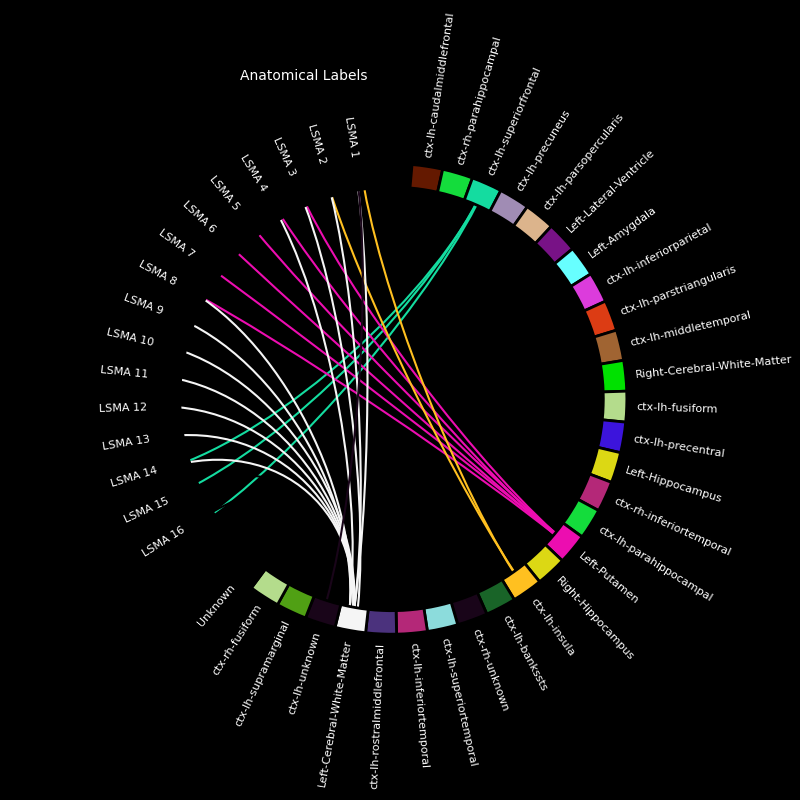 Anatomical Labels
LSMA 1
LSMA 2
LSMA 3
LSMA 4
LSMA 5
LSMA 6
LSMA 7
LSMA 8
LSMA 9
LSMA 10
LSMA 11
LSMA 12
LSMA 13
LSMA 14
LSMA 15
LSMA 16
ctx-lh-caudalmiddlefrontal
ctx-rh-parahippocampal
ctx-lh-superiorfrontal
ctx-lh-precuneus
ctx-lh-parsopercularis
Left-Lateral-Ventricle
Left-Amygdala
ctx-lh-inferiorparietal
ctx-lh-parstriangularis
ctx-lh-middletemporal
Right-Cerebral-White-Matter
ctx-lh-fusiform
ctx-lh-precentral
Left-Hippocampus
ctx-rh-inferiortemporal
ctx-lh-parahippocampal
Left-Putamen
Right-Hippocampus
ctx-lh-insula
ctx-lh-bankssts
ctx-rh-unknown
ctx-lh-superiortemporal
ctx-lh-inferiortemporal
ctx-lh-rostralmiddlefrontal
Left-Cerebral-White-Matter
ctx-lh-unknown
ctx-lh-supramarginal
ctx-rh-fusiform
Unknown